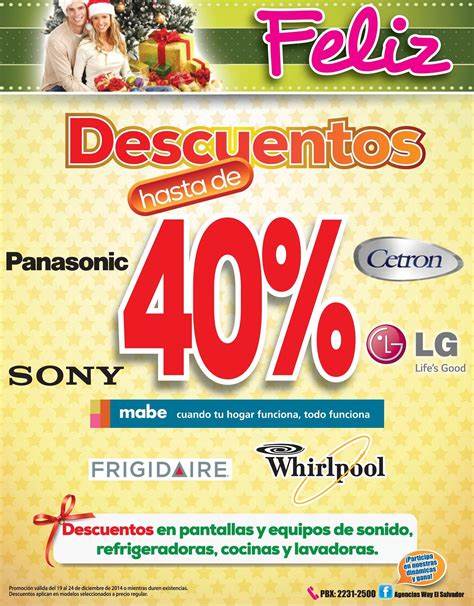 Feliz
Descuentos
hasta de
40%
Panasonic
Cetron
SONY
LG
Life's Good
mabe cuando tu hogar funciona, todo funciona
FRIGIDAIRE
Whirlpool
Descuentos en pantallas y equipos de sonido,
refrigeradoras, cocinas y lavadoras.
¡Participa
en nuestras
dinámicas
y gana!
Promoción válida del 19 al 24 de diciembre de 2014 o mientras duren existencias.
Descuentos aplican en modelos seleccionados a precio regular.
PBX: 2231-2500 Agencias Way El Salvador